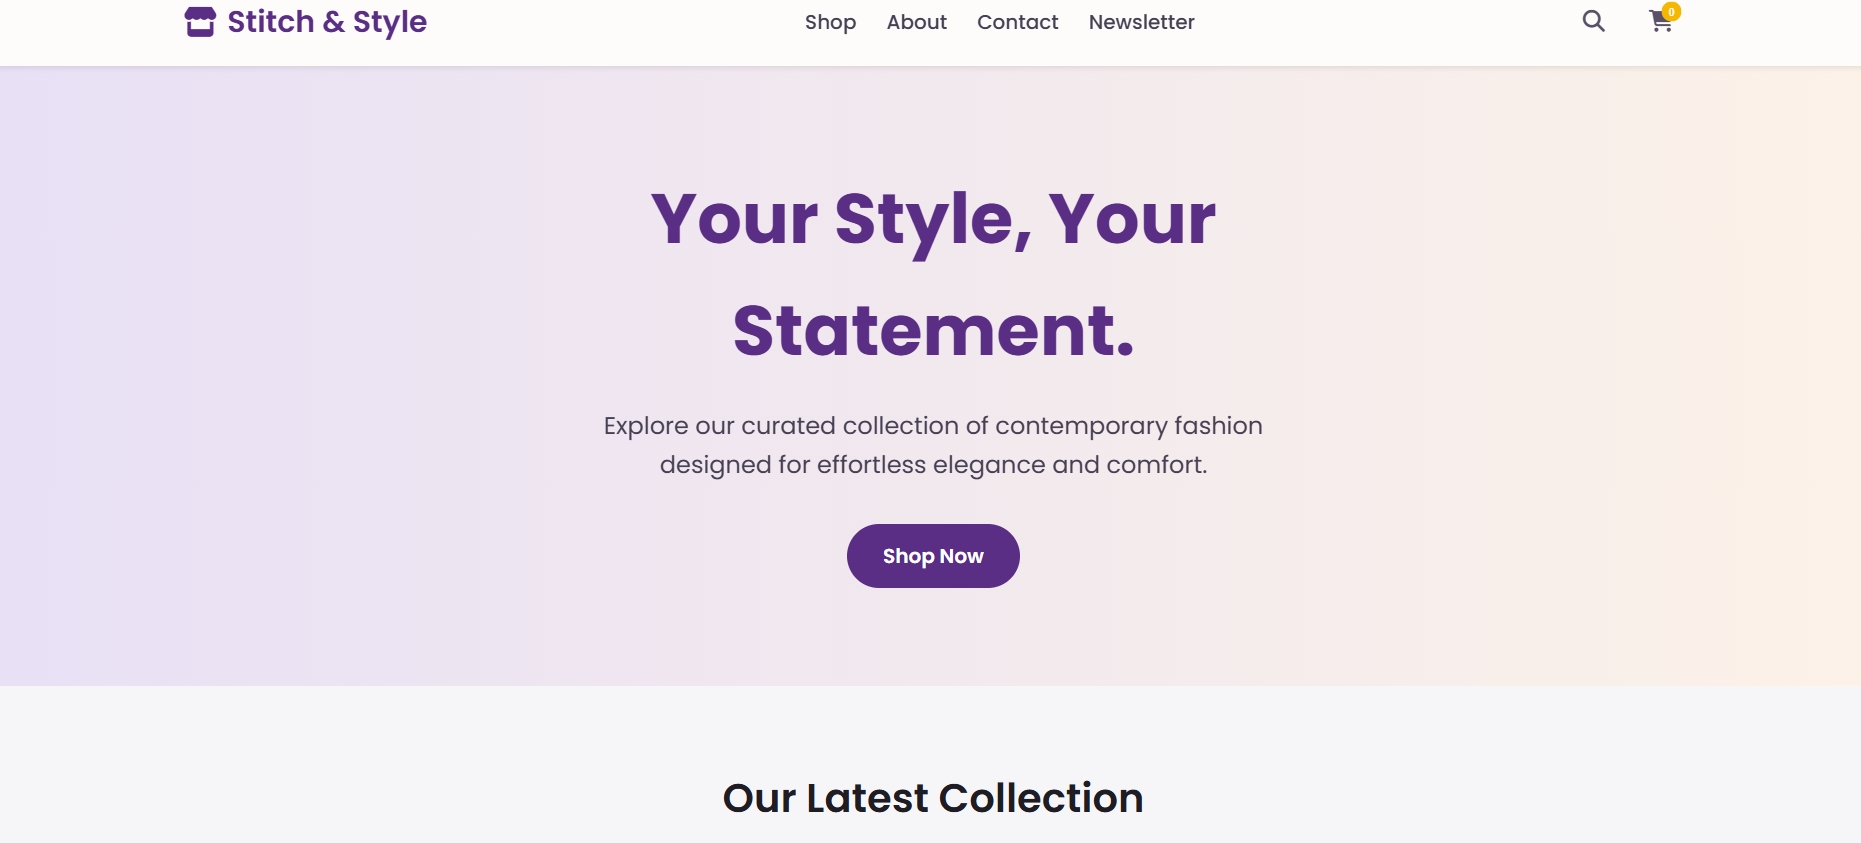 Stitch & Style
Shop About Contact Newsletter
0
Your Style, Your
Statement.
Explore our curated collection of contemporary fashion
designed for effortless elegance and comfort.
Shop Now
Our Latest Collection